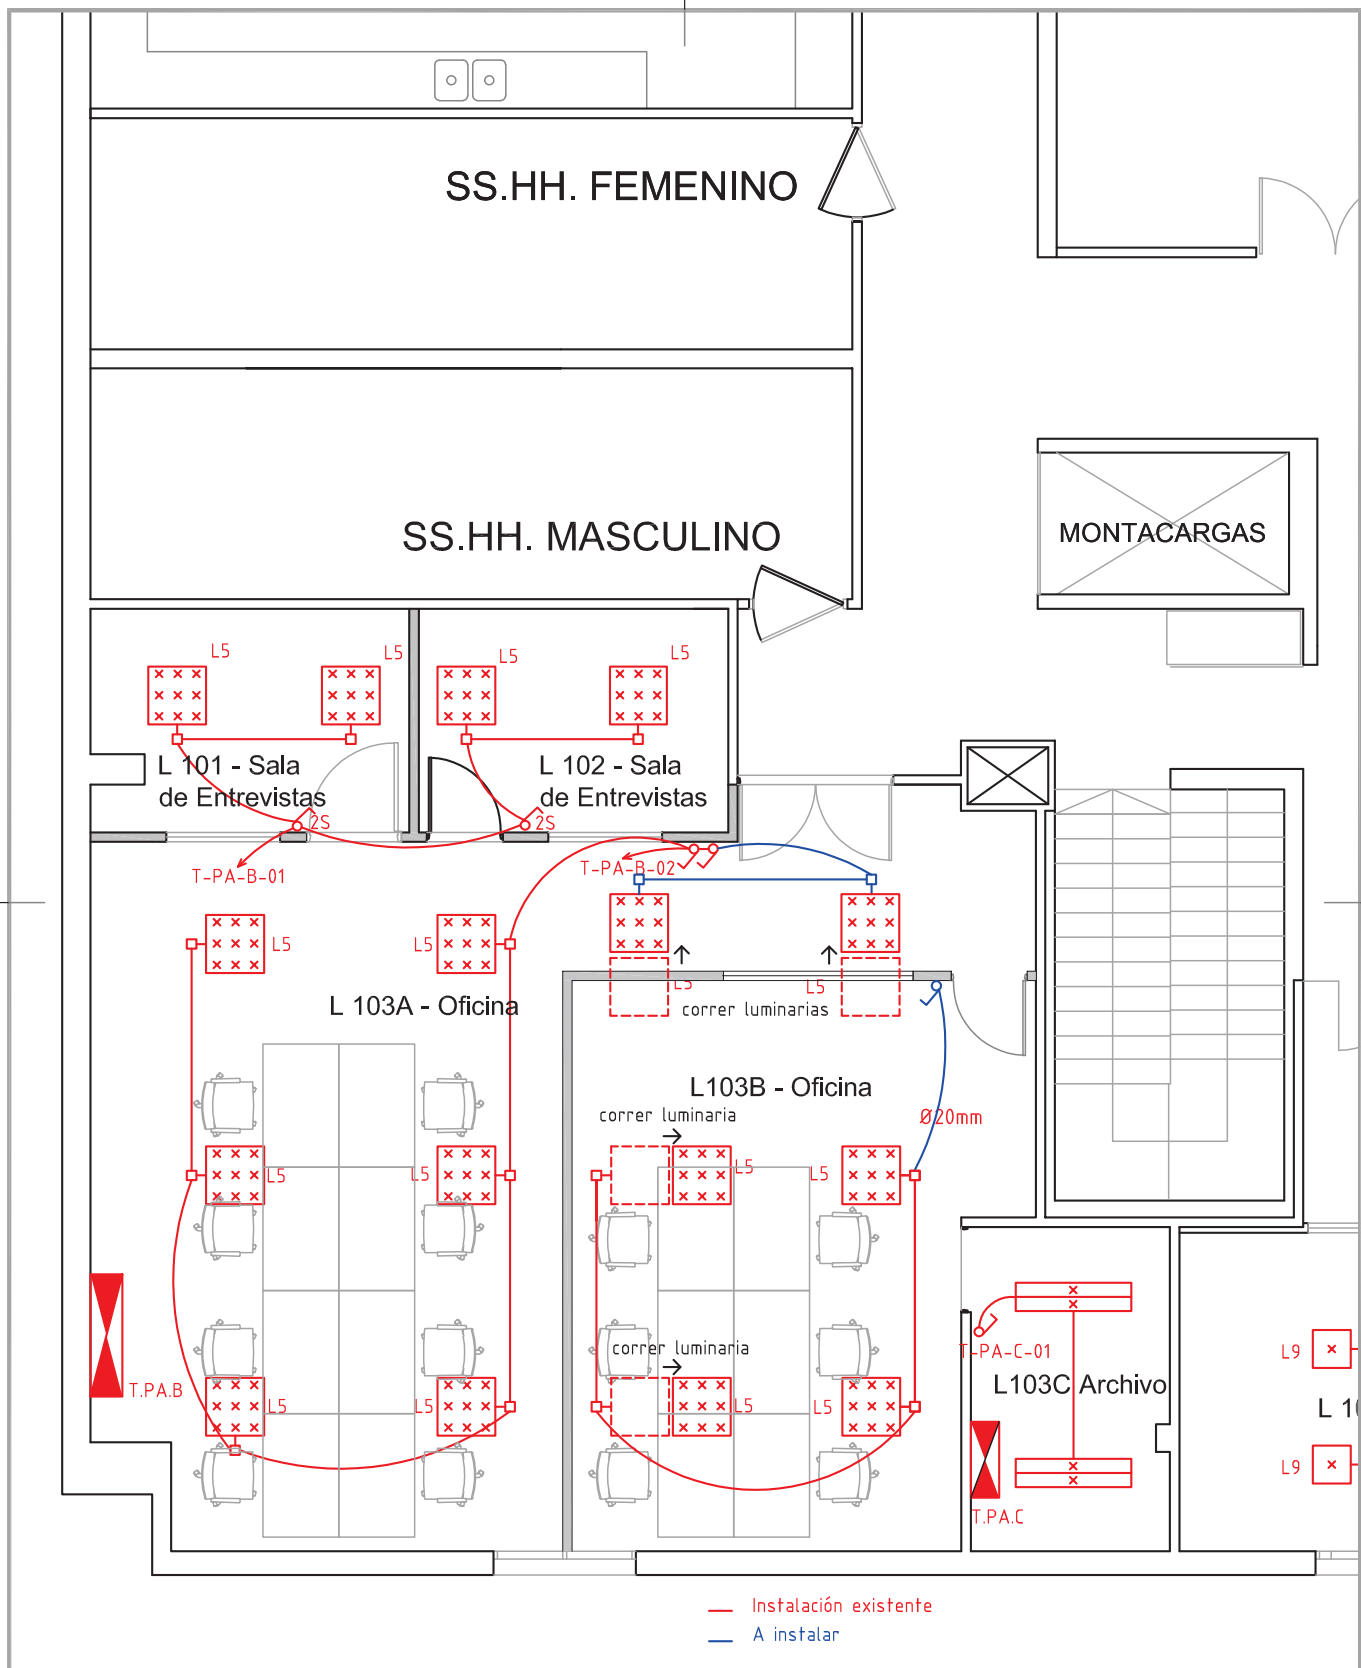 SS.HH. FEMENINO
SS.HH. MASCULINO
MONTACARGAS
L5
L5
L5
L5
L 101 - Sala
de Entrevistas
L 102 - Sala
de Entrevistas
2S
2S
T-PA-B-01
T-PA-B-02
L5
L5
L5
L5
L 103A - Oficina
correr luminarias
L103B - Oficina
correr luminaria
Ø20mm
L5
L5
L5
L5
correr luminaria
T-PA-C-01
T.PA.B
L103C Archivo
L9
L5
L5
L5
L5
L 10
L9
T.PA.C
Instalación existente
A instalar